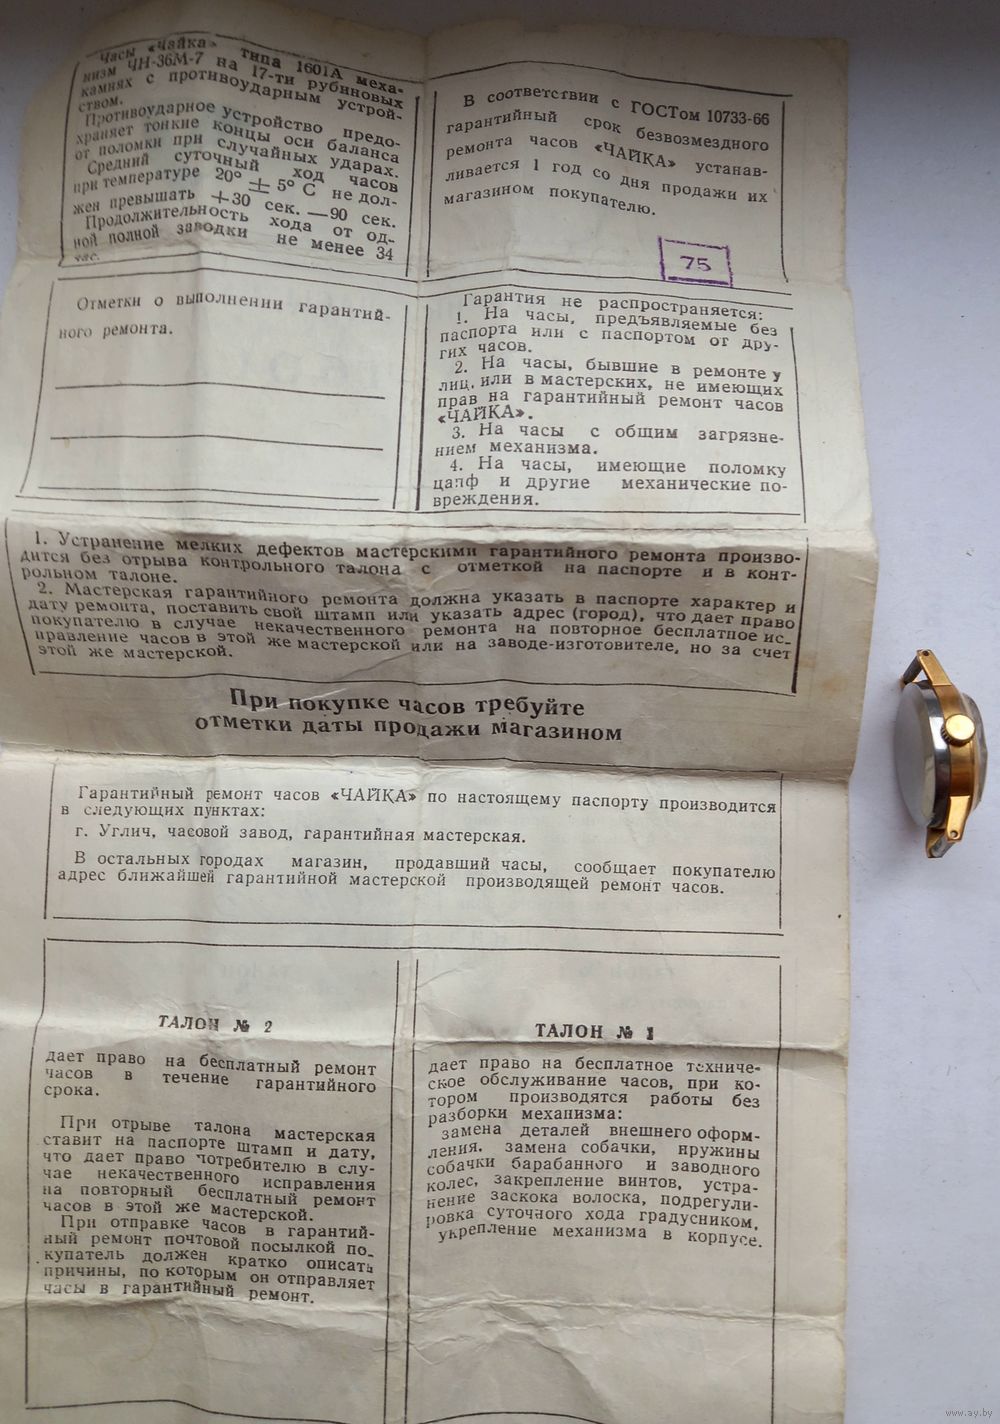 Часы «Чайка» типа 1601А меха-
низм ЧН-36М-7 на 17-ти рубиновых
камнях с противоударным устрой-
ством.
Противоударное устройство предо-
храняет тонкие концы оси баланса
от поломки при случайных ударах.
Средний суточный ход часов
при температуре 20° ± 5° С не дол-
жен превышать +30 сек. —90 сек.
Продолжительность хода от од-
ной полной заводки не менее 34
час.
В соответствии с ГОСТом 10733-66
гарантийный срок безвозмездного
ремонта часов «ЧАЙКА» устанав-
ливается 1 год со дня продажи их
магазином покупателю.
75
Отметки о выполнении гарантий-
ного ремонта.
Гарантия не распространяется:
1. На часы, предъявляемые без
паспорта или с паспортом от дру-
гих часов.
2. На часы, бывшие в ремонте у
лиц, или в мастерских, не имеющих
прав на гарантийный ремонт часов
«ЧАЙКА».
3. На часы с общим загрязне-
нием механизма.
4. На часы, имеющие поломку
цапф и другие механические по-
вреждения.
1. Устранение мелких дефектов мастерскими гарантийного ремонта произво-
дится без отрыва контрольного талона с отметкой на паспорте и в конт-
рольном талоне.
2. Мастерская гарантийного ремонта должна указать в паспорте характер и
дату ремонта, поставить свой штамп или указать адрес (город), что дает право
покупателю в случае некачественного ремонта на повторное бесплатное ис-
правление часов в этой же мастерской или на заводе-изготовителе, но за счет
этой же мастерской.
При покупке часов требуйте
отметки даты продажи магазином
Гарантийный ремонт часов «ЧАЙКА» по настоящему паспорту производится
в следующих пунктах:
г. Углич, часовой завод, гарантийная мастерская.
В остальных городах магазин, продавший часы, сообщает покупателю
адрес ближайшей гарантийной мастерской производящей ремонт часов.
ТАЛОН № 2
дает право на бесплатный ремонт
часов в течение гарантийного
срока.
При отрыве талона мастерская
ставит на паспорте штамп и дату,
что дает право потребителю в слу-
чае некачественного исправления
на повторный бесплатный ремонт
часов в этой же мастерской.
При отправке часов в гарантий-
ный ремонт почтовой посылкой по-
купатель должен кратко описать
причины, по которым он отправляет
часы в гарантийный ремонт.
ТАЛОН № 1
дает право на бесплатное техниче-
ское обслуживание часов, при ко-
тором производятся работы без
разборки механизма:
замена деталей внешнего оформ-
ления, замена собачки, пружины
собачки барабанного и заводного
колес, закрепление винтов, устра-
нение заскока волоска, подрегули-
ровка суточного хода градусником,
укрепление механизма в корпусе.
www.ay.by